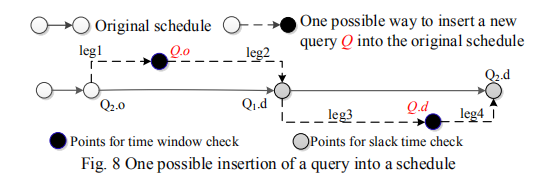 Original schedule
One possible way to insert a new
query Q into the original schedule
leg1 Q.o leg2
Q₂.d
Q₂.o Q₁.d
leg3 Q.d leg4
Points for time window check Points for slack time check
Fig. 8 One possible insertion of a query into a schedule